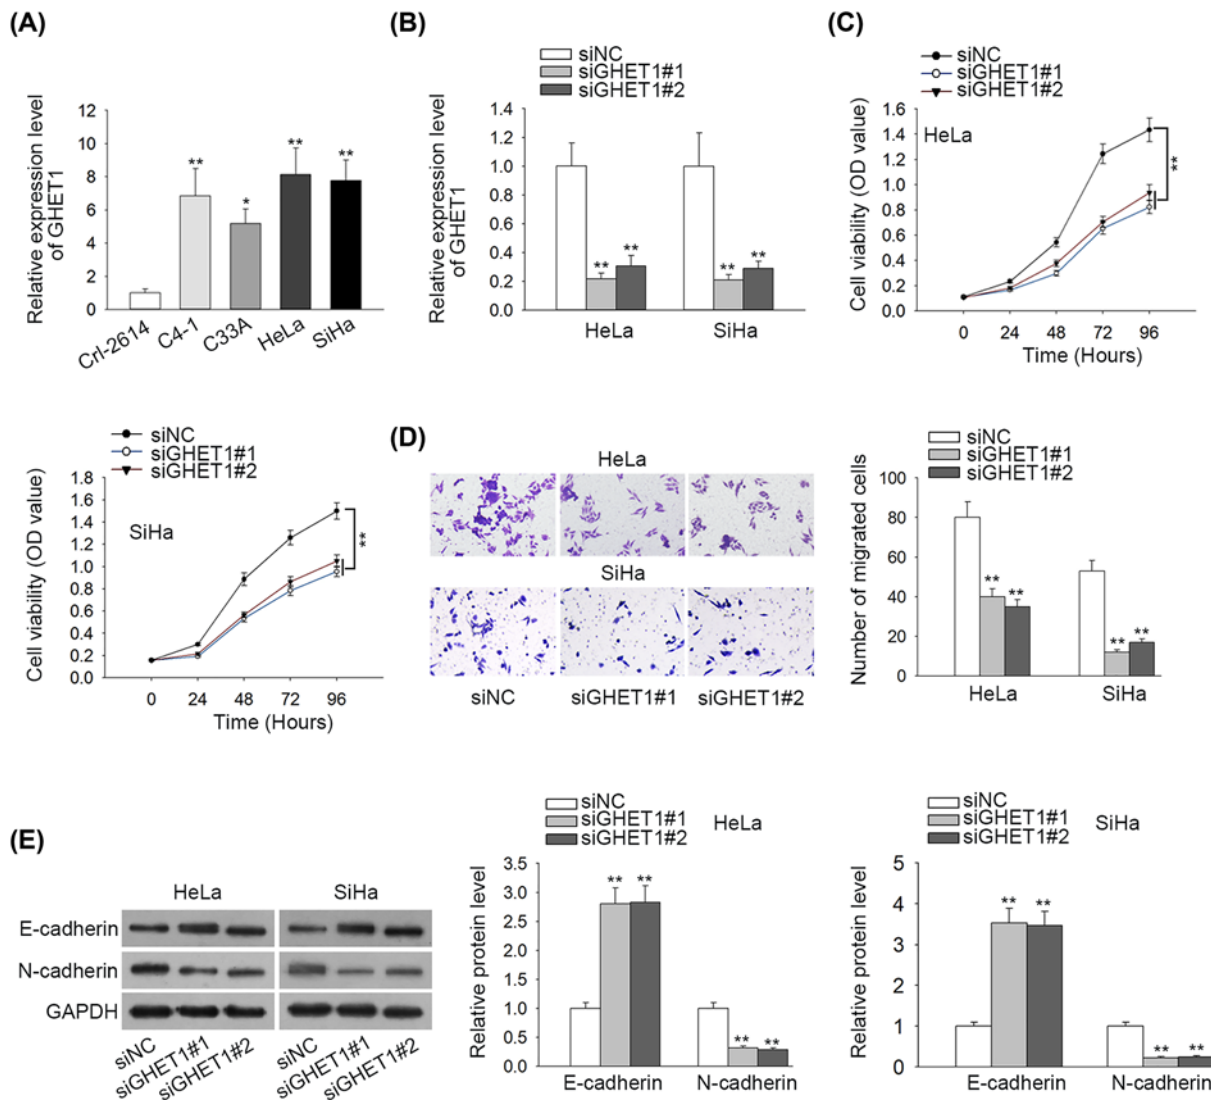 (A)
Relative expression level
of GHET1
12
10
8
6
4
2
0
**
*
**
**
Crl-2614
C4-1
C33A
HeLa
SiHa
(B)
siNC
siGHET1#1
siGHET1#2
Relative expression level
of GHET1
1.4
1.2
1.0
0.8
0.6
0.4
0.2
0.0
**
**
**
**
HeLa
SiHa
(C)
siNC
siGHET1#1
siGHET1#2
HeLa
Cell viability (OD value)
1.6
1.4
1.2
1.0
0.8
0.6
0.4
0.2
0.0
**
0 24 48 72 96
Time (Hours)
siNC
siGHET1#1
siGHET1#2
SiHa
Cell viability (OD value)
1.8
1.6
1.4
1.2
1.0
0.8
0.6
0.4
0.2
0.0
**
0 24 48 72 96
Time (Hours)
(D)
HeLa
SiHa
siNC siGHET1#1 siGHET1#2
siNC
siGHET1#1
siGHET1#2
Number of migrated cells
100
80
60
40
20
0
**
**
**
**
HeLa
SiHa
(E)
HeLa SiHa
E-cadherin
N-cadherin
GAPDH
siNC
siGHET1#1
siGHET1#2
siNC
siGHET1#1
siGHET1#2
siNC
siGHET1#1
siGHET1#2
HeLa
Relative protein level
3.5
3.0
2.5
2.0
1.5
1.0
0.5
0.0
**
**
**
**
E-cadherin N-cadherin
siNC
siGHET1#1
siGHET1#2
SiHa
Relative protein level
5
4
3
2
1
0
**
**
**
**
E-cadherin N-cadherin